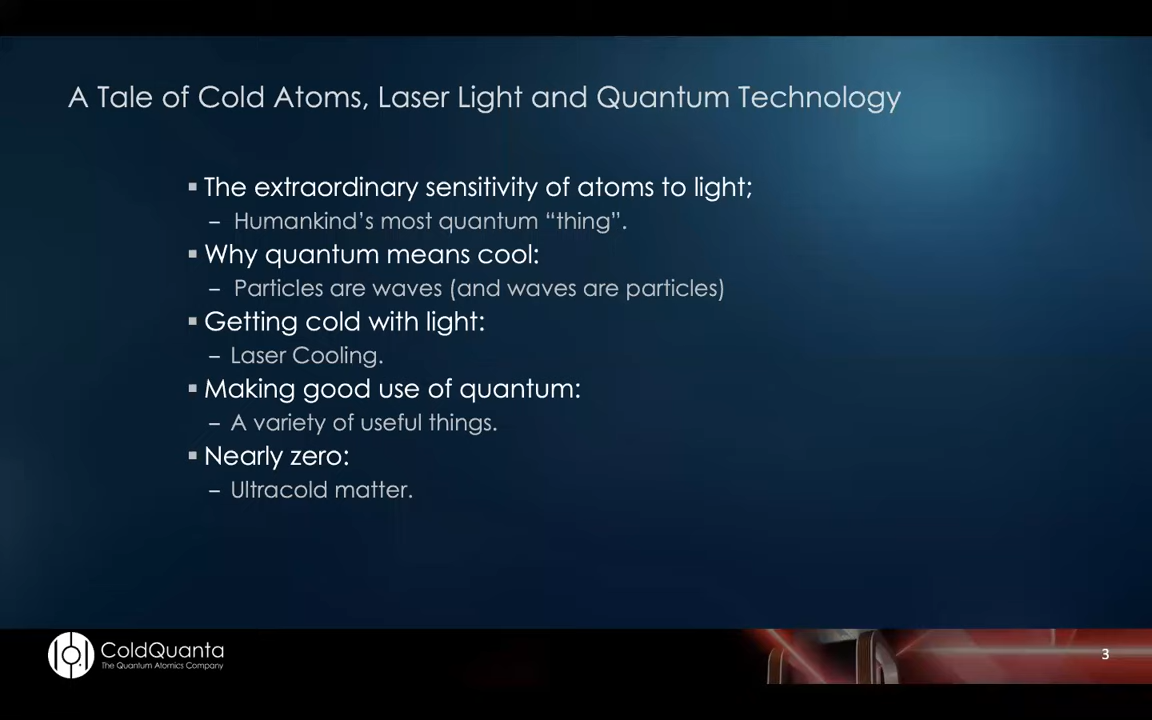 A Tale of Cold Atoms, Laser Light and Quantum Technology
▪ The extraordinary sensitivity of atoms to light;
– Humankind’s most quantum “thing”.
▪ Why quantum means cool:
– Particles are waves (and waves are particles)
▪ Getting cold with light:
– Laser Cooling.
▪ Making good use of quantum:
– A variety of useful things.
▪ Nearly zero:
– Ultracold matter.
ColdQuanta
The Quantum Atomics Company
3